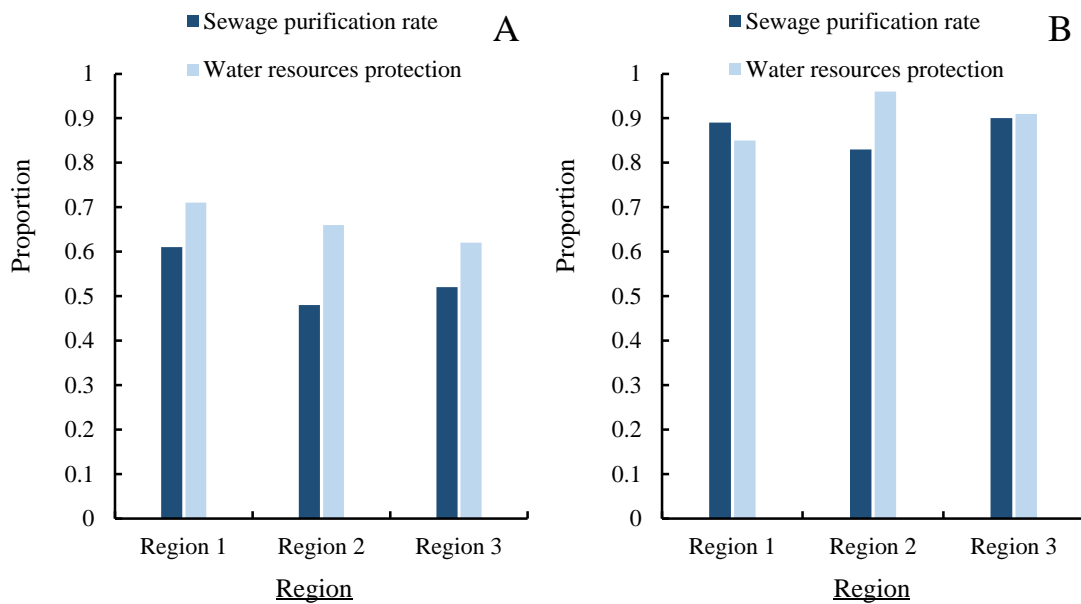 Sewage purification rate
Water resources protection
A
1
0.9
0.8
0.7
0.6
0.5
0.4
0.3
0.2
0.1
0
Proportion
Region 1 Region 2 Region 3
Region
Sewage purification rate
Water resources protection
B
1
0.9
0.8
0.7
0.6
0.5
0.4
0.3
0.2
0.1
0
Proportion
Region 1 Region 2 Region 3
Region